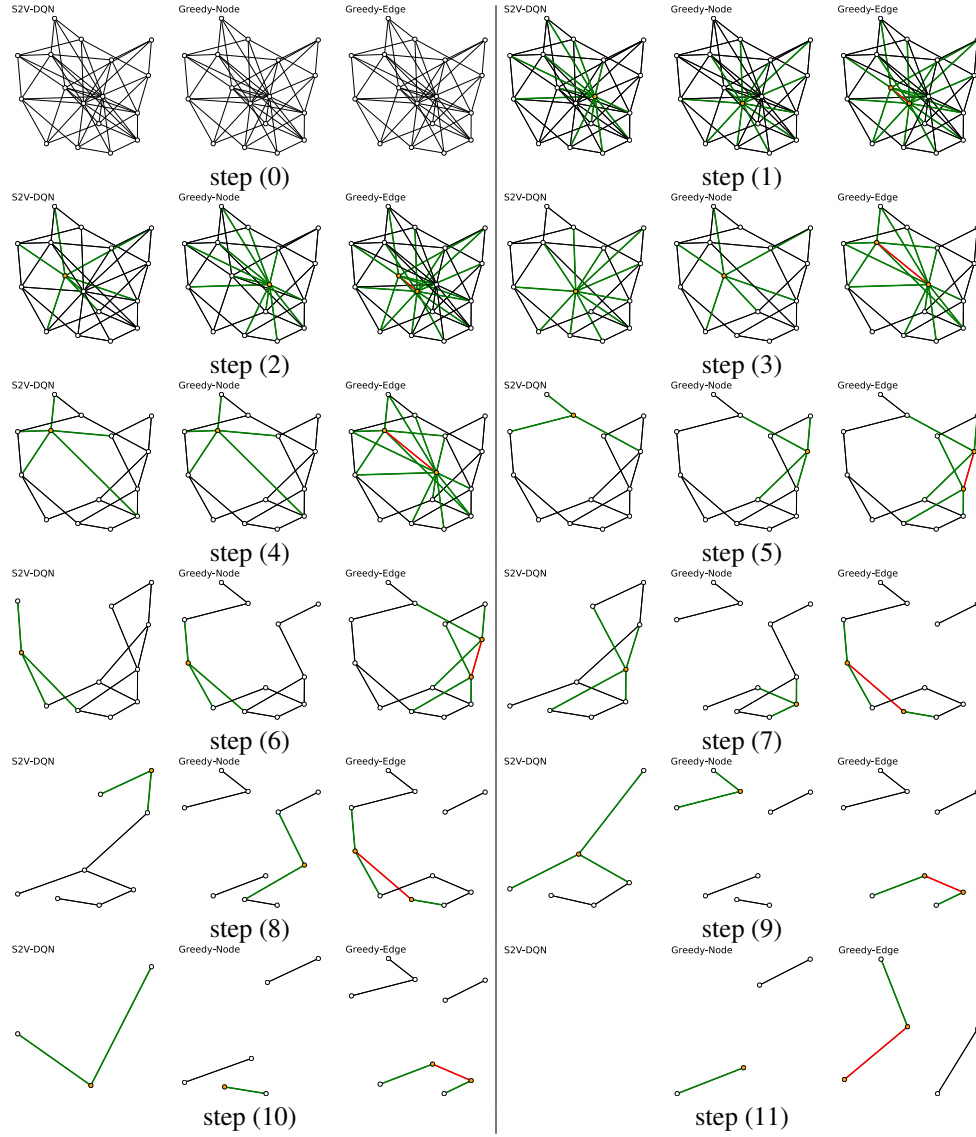 S2V-DQN Greedy-Node Greedy-Edge S2V-DQN Greedy-Node Greedy-Edge
step (0) step (1)
S2V-DQN Greedy-Node Greedy-Edge S2V-DQN Greedy-Node Greedy-Edge
step (2) step (3)
S2V-DQN Greedy-Node Greedy-Edge S2V-DQN Greedy-Node Greedy-Edge
step (4) step (5)
S2V-DQN Greedy-Node Greedy-Edge S2V-DQN Greedy-Node Greedy-Edge
step (6) step (7)
S2V-DQN Greedy-Node Greedy-Edge S2V-DQN Greedy-Node Greedy-Edge
step (8) step (9)
S2V-DQN Greedy-Node Greedy-Edge S2V-DQN Greedy-Node Greedy-Edge
step (10) step (11)